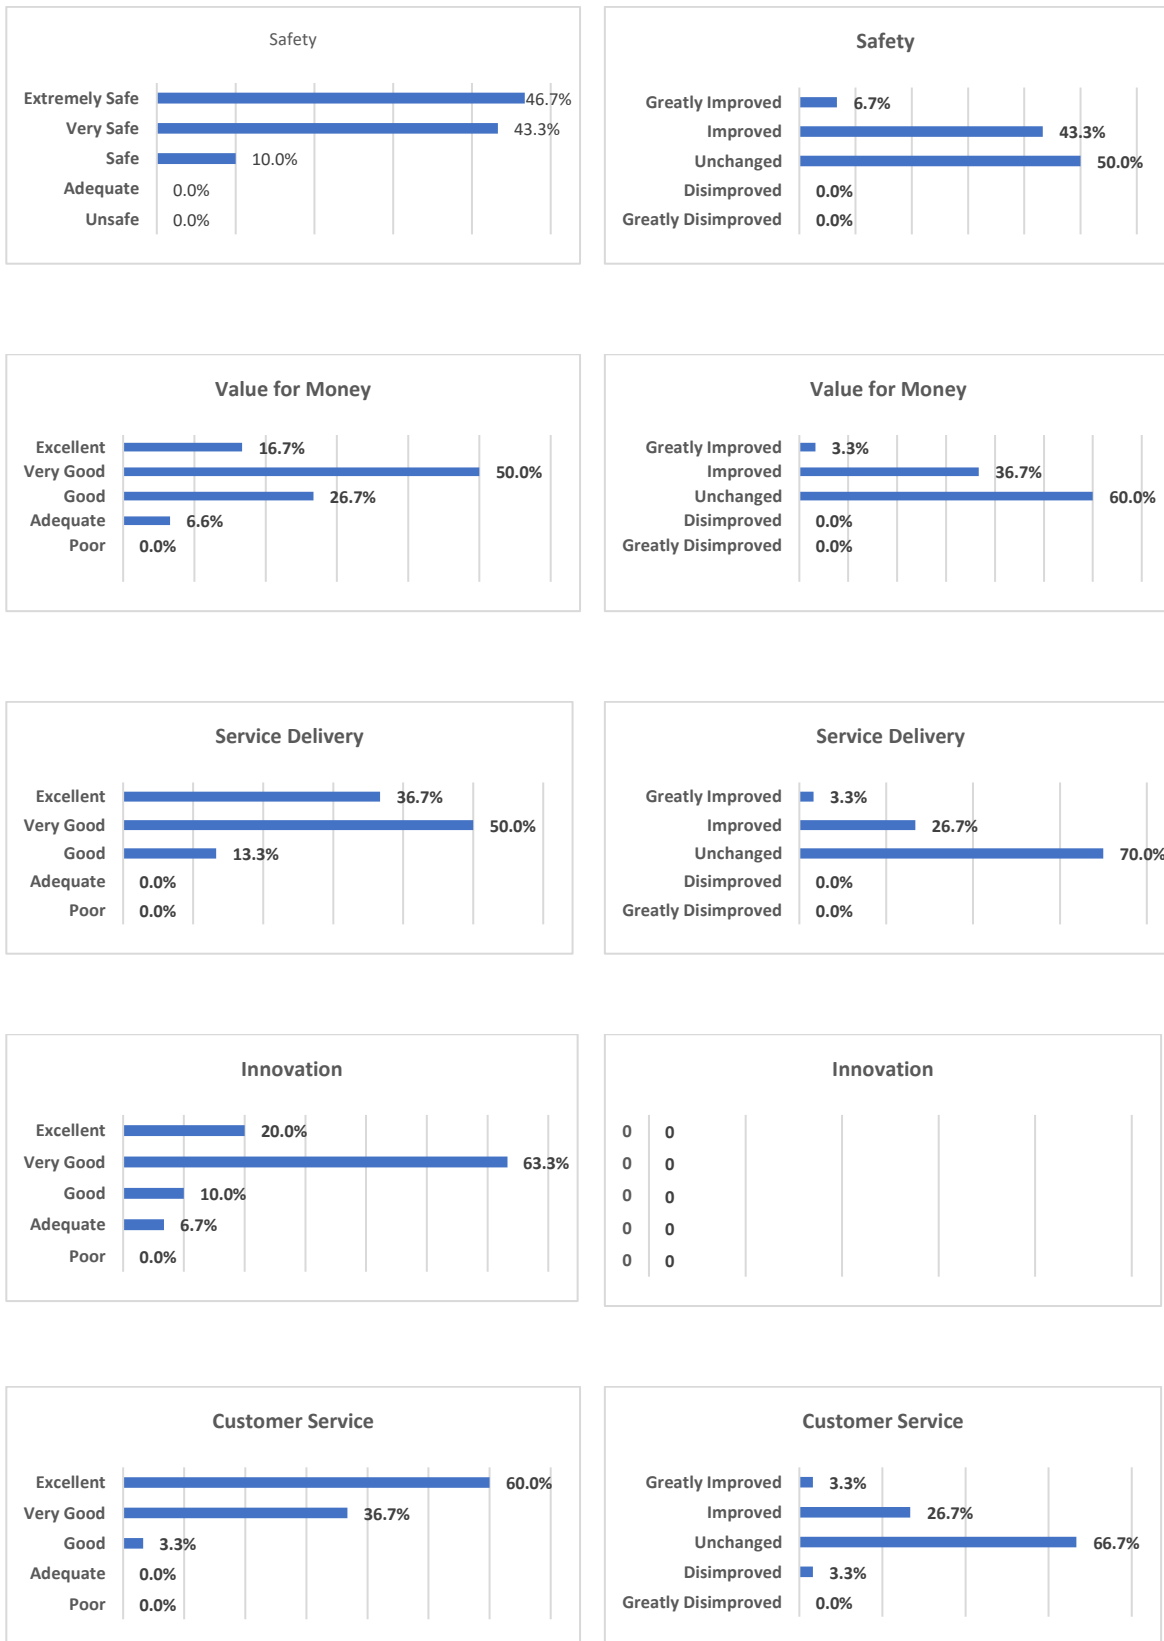 Safety
Extremely Safe 46.7%
Very Safe 43.3%
Safe 10.0%
Adequate 0.0%
Unsafe 0.0%
Safety
Greatly Improved 6.7%
Improved 43.3%
Unchanged 50.0%
Disimproved 0.0%
Greatly Disimproved 0.0%
Value for Money
Excellent 16.7%
Very Good 50.0%
Good 26.7%
Adequate 6.6%
Poor 0.0%
Value for Money
Greatly Improved 3.3%
Improved 36.7%
Unchanged 60.0%
Disimproved 0.0%
Greatly Disimproved 0.0%
Service Delivery
Excellent 36.7%
Very Good 50.0%
Good 13.3%
Adequate 0.0%
Poor 0.0%
Service Delivery
Greatly Improved 3.3%
Improved 26.7%
Unchanged 70.0%
Disimproved 0.0%
Greatly Disimproved 0.0%
Innovation
Excellent 20.0%
Very Good 63.3%
Good 10.0%
Adequate 6.7%
Poor 0.0%
Innovation
0 0
0 0
0 0
0 0
0 0
Customer Service
Excellent 60.0%
Very Good 36.7%
Good 3.3%
Adequate 0.0%
Poor 0.0%
Customer Service
Greatly Improved 3.3%
Improved 26.7%
Unchanged 66.7%
Disimproved 3.3%
Greatly Disimproved 0.0%